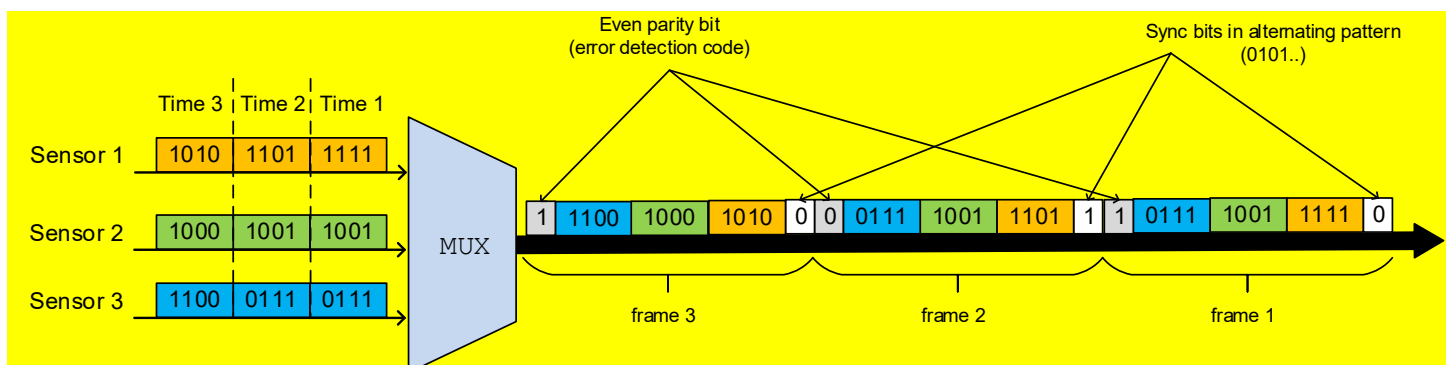 Even parity bit
(error detection code)
Sync bits in alternating pattern
(0101..)
Time 3 Time 2 Time 1
Sensor 1 1010 1101 1111
Sensor 2 1000 1001 1001
Sensor 3 1100 0111 0111
MUX
1 1100 1000 1010 0 0 0111 1001 1101 1 1 0111 1001 1111 0
frame 3 frame 2 frame 1